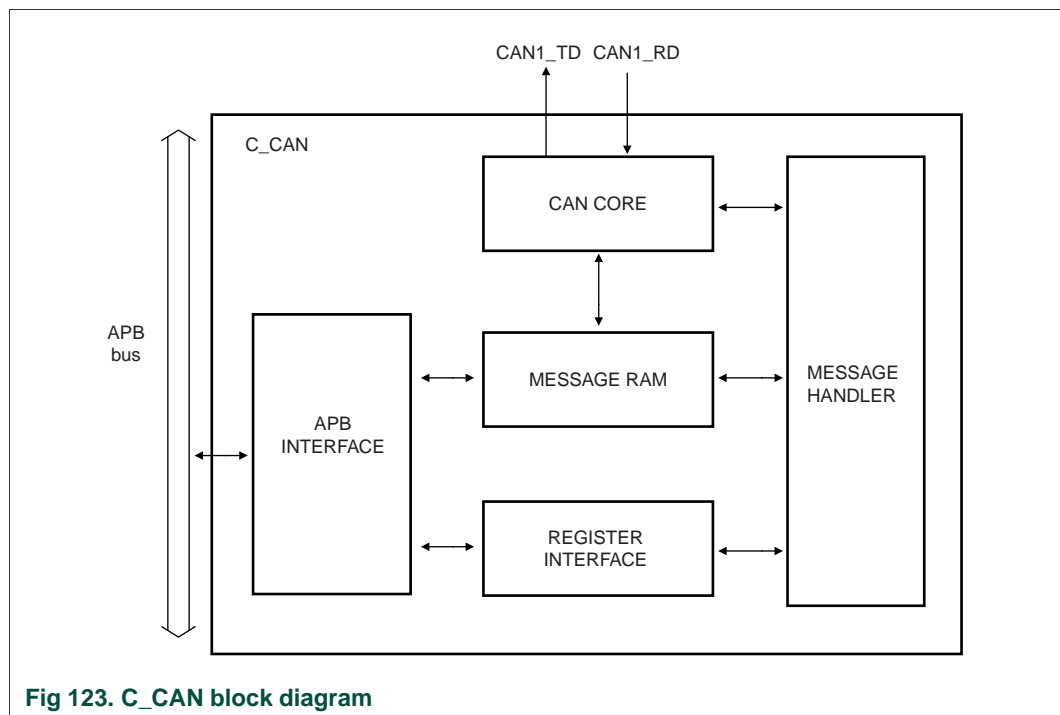 CAN1_TD CAN1_RD
C_CAN
CAN CORE
APB
bus
APB
INTERFACE
MESSAGE RAM
MESSAGE
HANDLER
REGISTER
INTERFACE
Fig 123. C_CAN block diagram